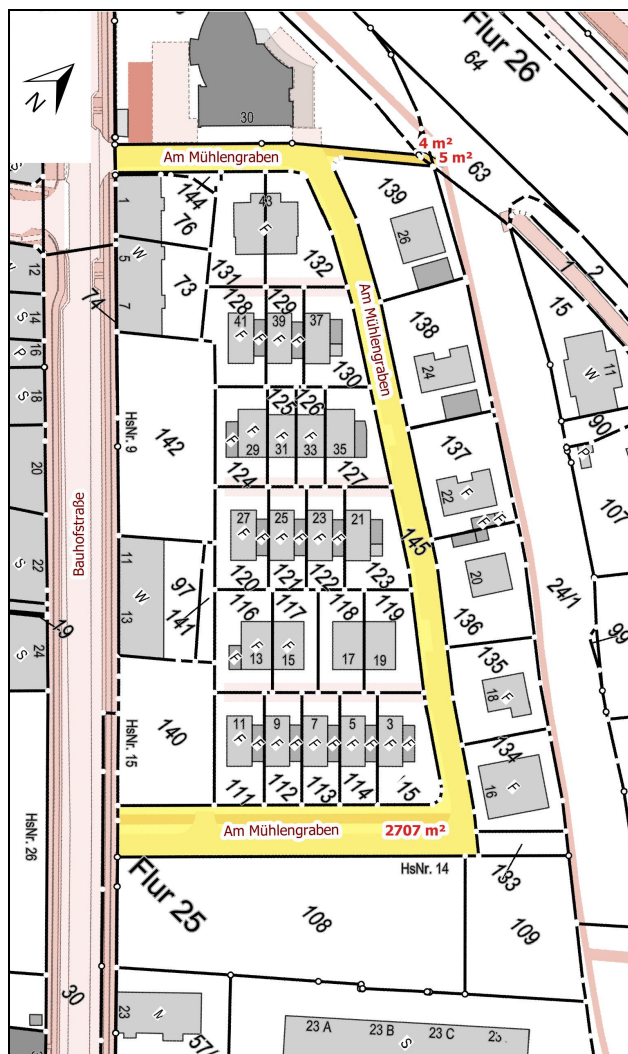 Flur 26
64
N
30
4 m²
5 m²
Am Mühlengraben
63
144
43
139
1
76
F
26
5
W
131
132
1
2
12
73
7
74
128
129
15
S
14
41
39
37
138
F
F
F
F
Am Mühlengraben
16
P
130
24
11
W
18
S
125
126
HsNr. 9
142
90
F
F
29
31
33
35
137
P
20
124
127
22
F
107
F
F
27
25
23
21
145
11
S
22
F
F
F
F
F
F
20
24/1
Bauhofstraße
97
W
120
121
122
123
13
141
116
117
118
119
136
99
19
24
S
F
13
15
17
19
135
18
F
140
134
HsNr. 15
11
9
7
5
3
F
F
F
F
F
F
F
F
F
F
16
F
HsNr. 26
111
112
113
114
15
Am Mühlengraben
2707 m²
HsNr. 14
133
Flur 25
108
109
30
23
N
57/
23 A
23 B
23 C
23
S